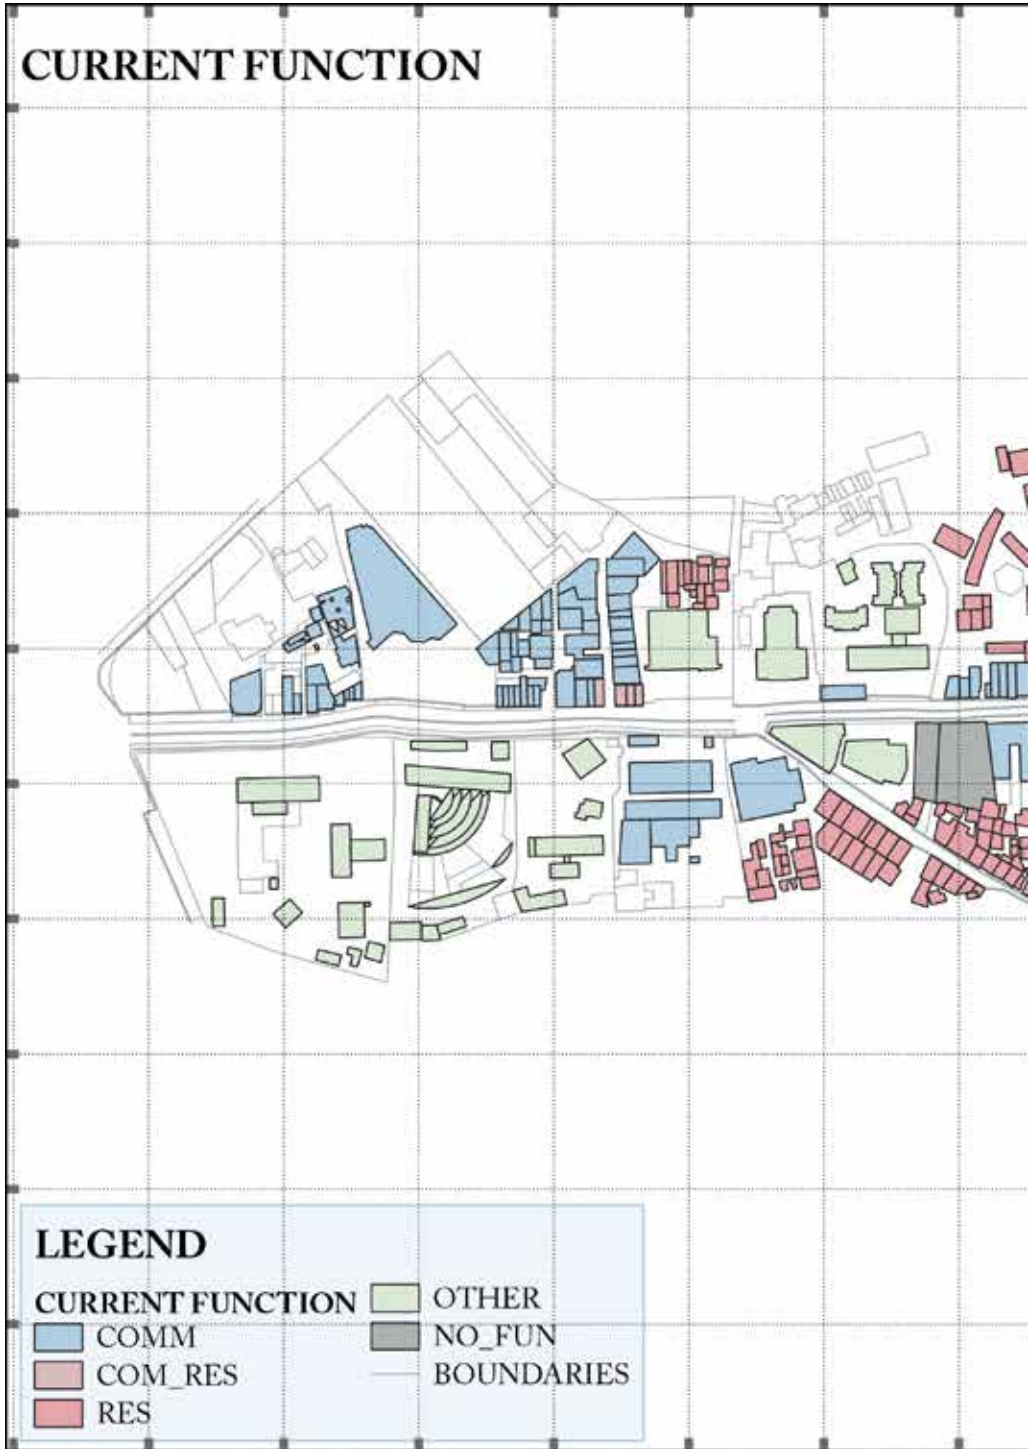 CURRENT FUNCTION
LEGEND
CURRENT FUNCTION
COMM
COM_RES
RES
OTHER
NO_FUN
BOUNDARIES